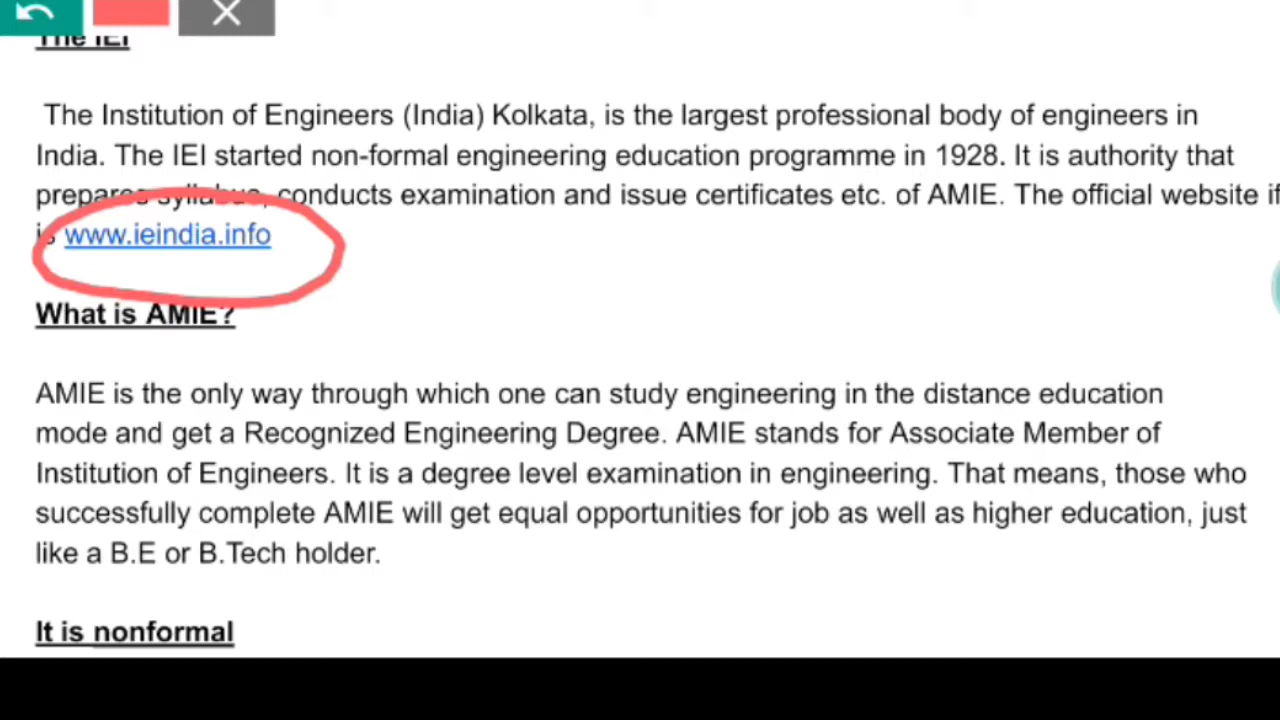 The IEI
The Institution of Engineers (India) Kolkata, is the largest professional body of engineers in
India. The IEI started non-formal engineering education programme in 1928. It is authority that
prepares syllabus, conducts examination and issue certificates etc. of AMIE. The official website if
is www.ieindia.info
What is AMIE?
AMIE is the only way through which one can study engineering in the distance education
mode and get a Recognized Engineering Degree. AMIE stands for Associate Member of
Institution of Engineers. It is a degree level examination in engineering. That means, those who
successfully complete AMIE will get equal opportunities for job as well as higher education, just
like a B.E or B.Tech holder.
It is nonformal